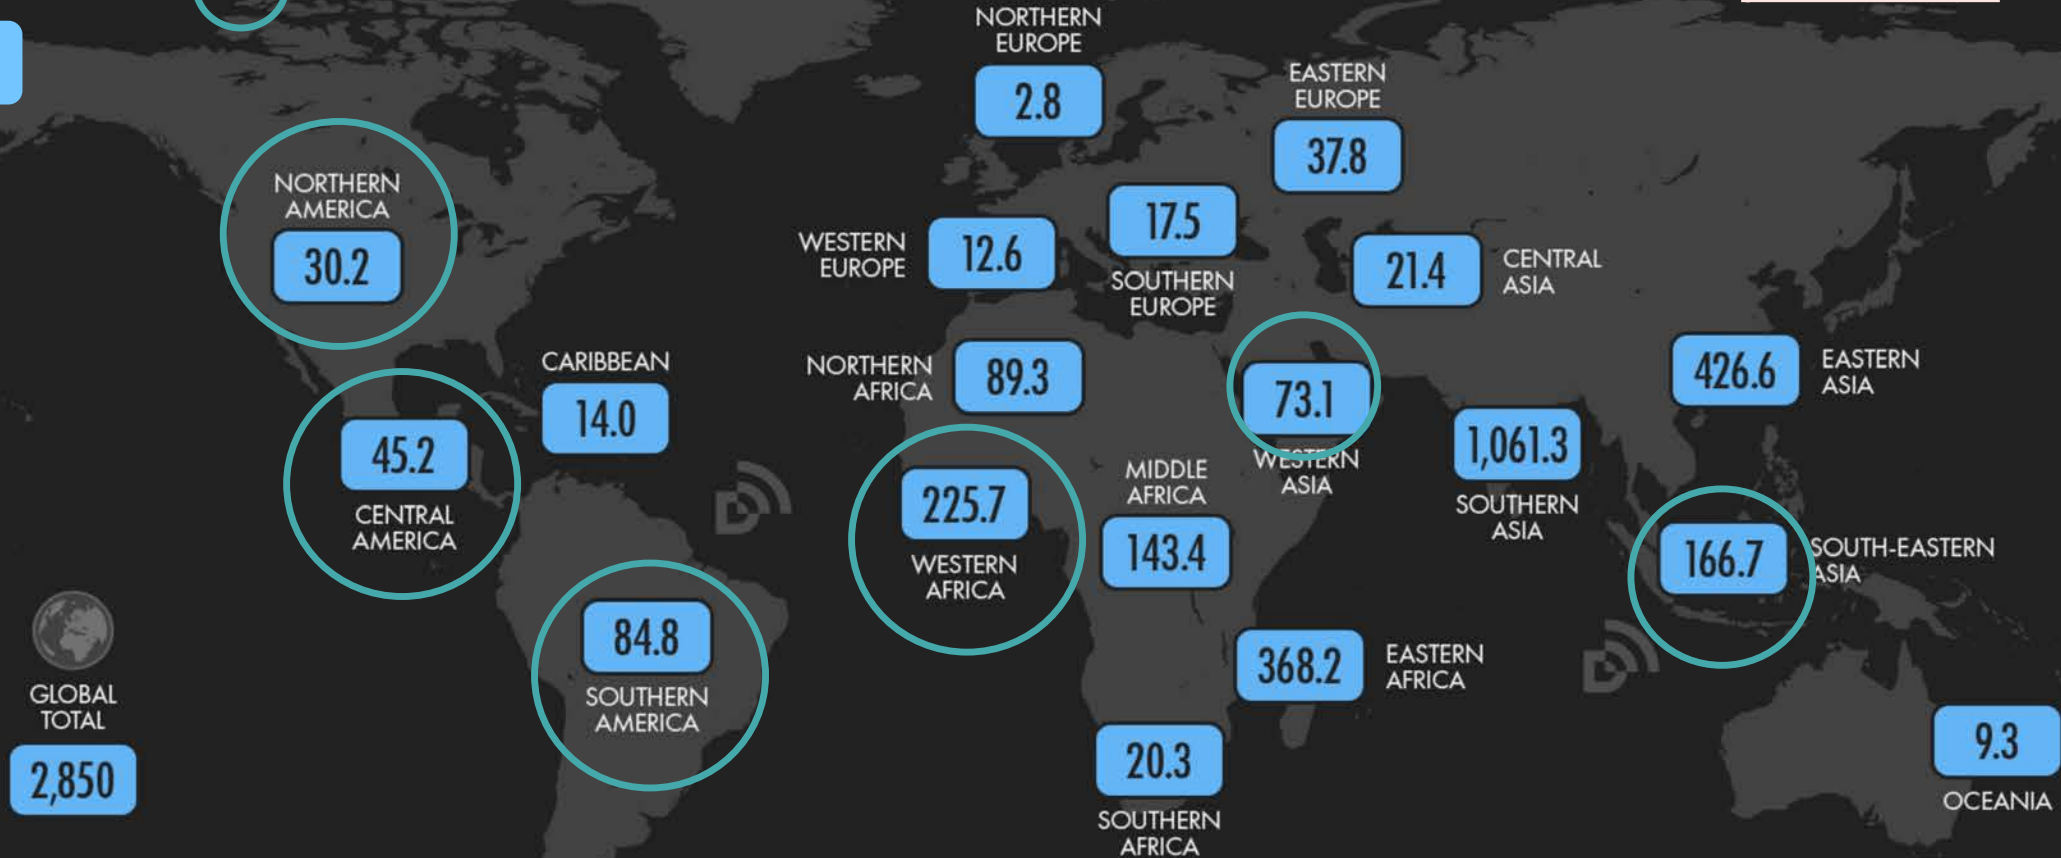 NORTHERN
EUROPE
2.8
EASTERN
EUROPE
37.8
NORTHERN
AMERICA
30.2
WESTERN
EUROPE
12.6
17.5
SOUTHERN
EUROPE
21.4
CENTRAL
ASIA
CARIBBEAN
14.0
NORTHERN
AFRICA
89.3
73.1
WESTERN
ASIA
426.6
EASTERN
ASIA
45.2
CENTRAL
AMERICA
225.7
WESTERN
AFRICA
MIDDLE
AFRICA
143.4
1,061.3
SOUTHERN
ASIA
166.7
SOUTH-EASTERN
ASIA
84.8
SOUTHERN
AMERICA
368.2
EASTERN
AFRICA
GLOBAL
TOTAL
2,850
20.3
SOUTHERN
AFRICA
9.3
OCEANIA